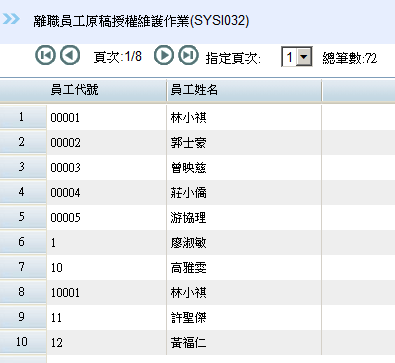 離職員工原稿授權維護作業(SYSI032)
頁次:1/8 指定頁次: 1 總筆數:72
員工代號 員工姓名
1 00001 林小祺
2 00002 郭士豪
3 00003 曾映慈
4 00004 莊小僑
5 00005 游協理
6 1 廖淑敏
7 10 高雅雯
8 10001 林小祺
9 11 許聖傑
10 12 黃福仁